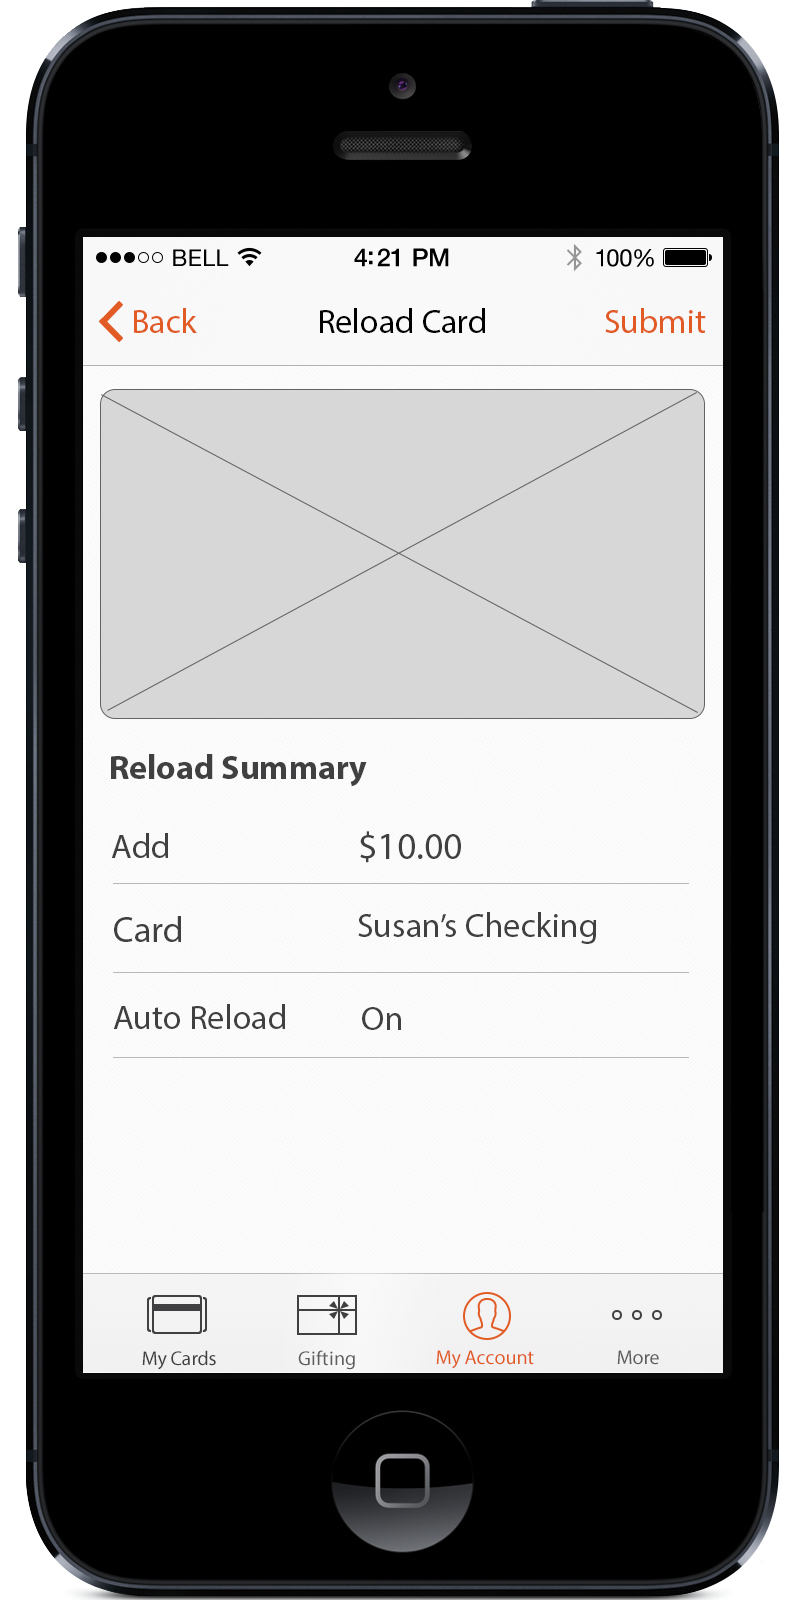 BELL 4:21 PM 100%
Back Reload Card Submit
Reload Summary
Add $10.00
Card Susan's Checking
Auto Reload On
My Cards Gifting My Account More